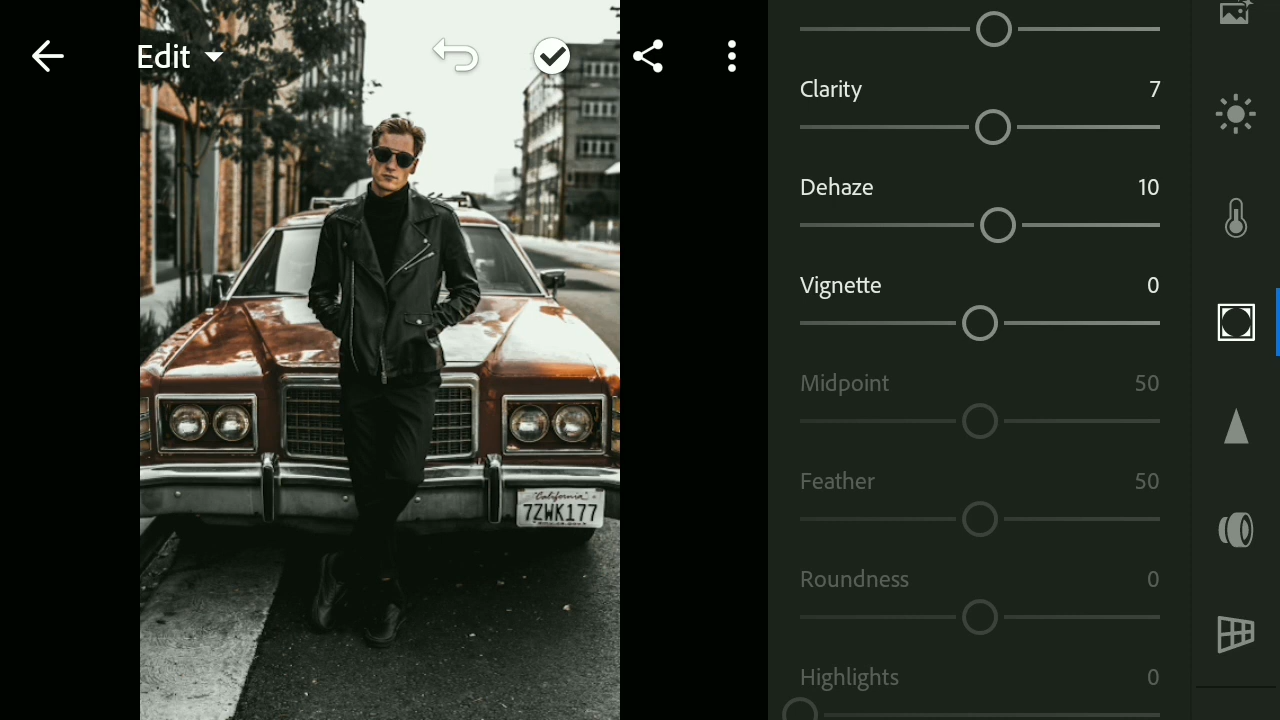 Edit
Clarity 7
Dehaze 10
Vignette 0
Midpoint 50
Feather 50
Roundness 0
Highlights 0
California
7ZWK177